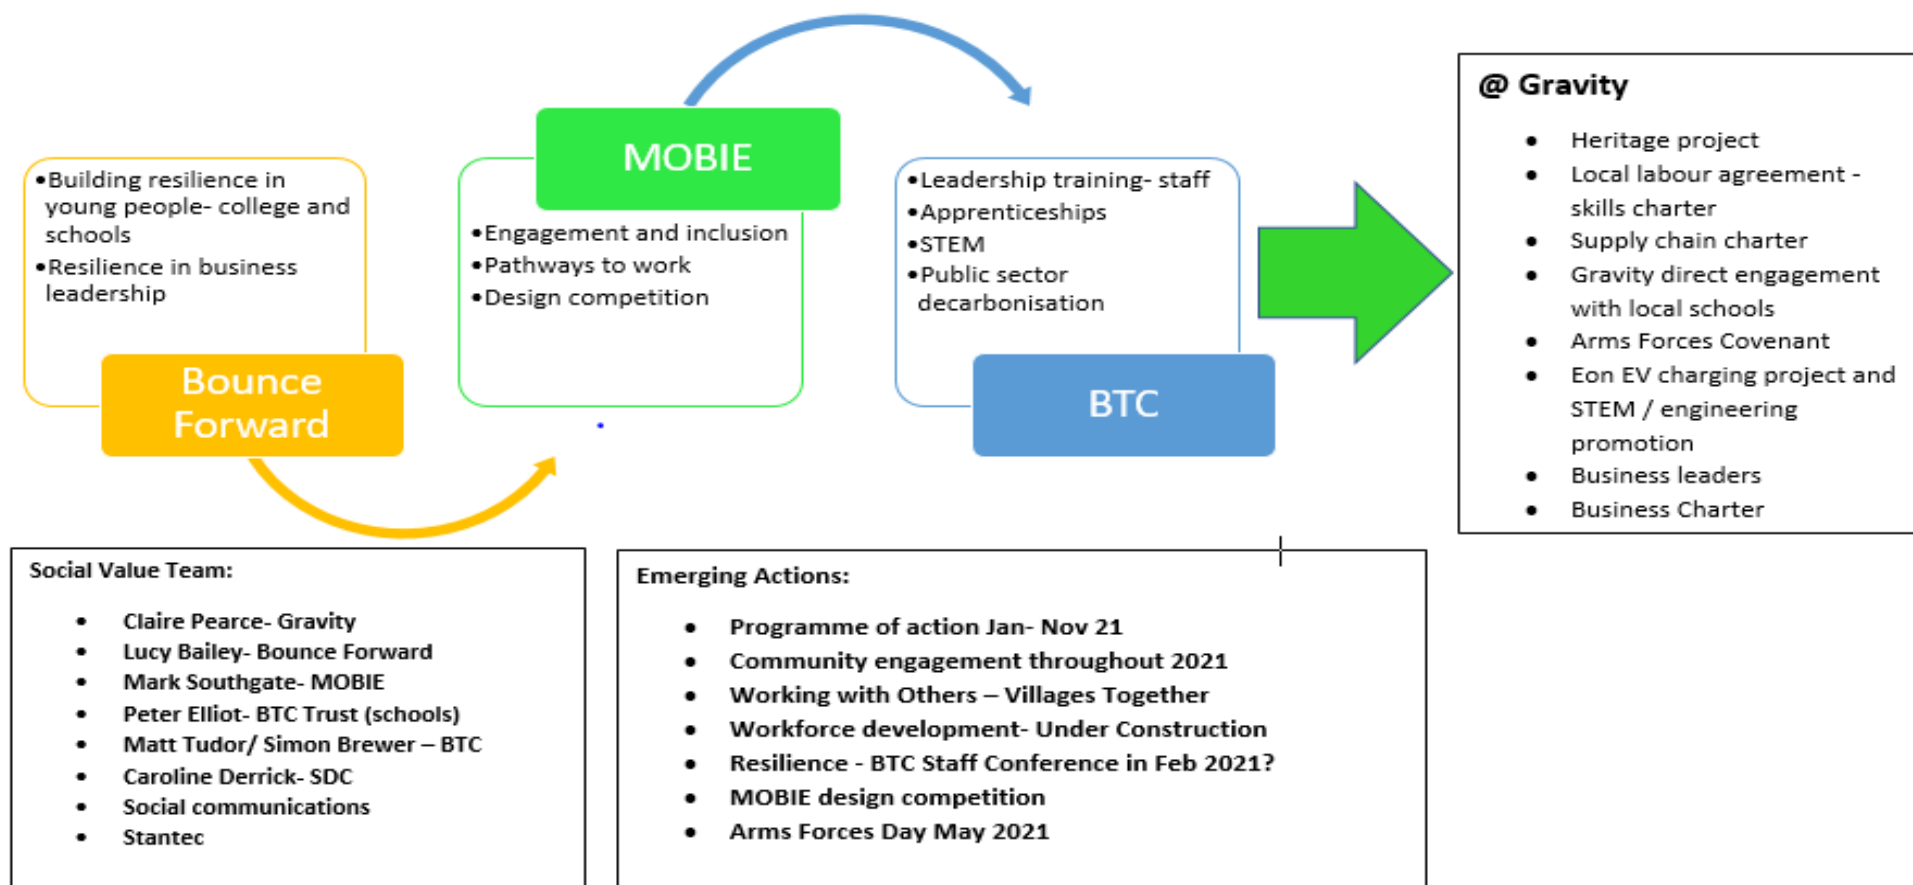 •Building resilience in
young people- college and
schools
•Resilience in business
leadership
Bounce
Forward
MOBIE
•Engagement and inclusion
•Pathways to work
•Design competition
•Leadership training- staff
•Apprenticeships
•STEM
•Public sector
decarbonisation
BTC
@ Gravity
• Heritage project
• Local labour agreement -
skills charter
• Supply chain charter
• Gravity direct engagement
with local schools
• Arms Forces Covenant
• Eon EV charging project and
STEM / engineering
promotion
• Business leaders
• Business Charter
Social Value Team:
• Claire Pearce- Gravity
• Lucy Bailey- Bounce Forward
• Mark Southgate- MOBIE
• Peter Elliot- BTC Trust (schools)
• Matt Tudor/ Simon Brewer – BTC
• Caroline Derrick- SDC
• Social communications
• Stantec
Emerging Actions:
• Programme of action Jan- Nov 21
• Community engagement throughout 2021
• Working with Others – Villages Together
• Workforce development- Under Construction
• Resilience - BTC Staff Conference in Feb 2021?
• MOBIE design competition
• Arms Forces Day May 2021